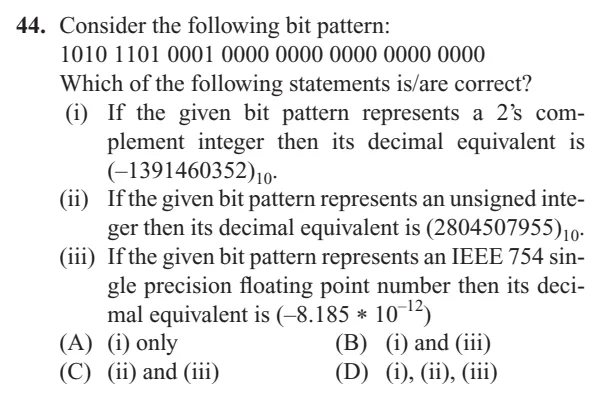 44. Consider the following bit pattern:
1010 1101 0001 0000 0000 0000 0000 0000
Which of the following statements is/are correct?
(i) If the given bit pattern represents a 2’s com-
plement integer then its decimal equivalent is
(–1391460352)₁₀.
(ii) If the given bit pattern represents an unsigned inte-
ger then its decimal equivalent is (2804507955)₁₀.
(iii) If the given bit pattern represents an IEEE 754 sin-
gle precision floating point number then its deci-
mal equivalent is (–8.185 * 10⁻¹²)
(A) (i) only (B) (i) and (iii)
(C) (ii) and (iii) (D) (i), (ii), (iii)